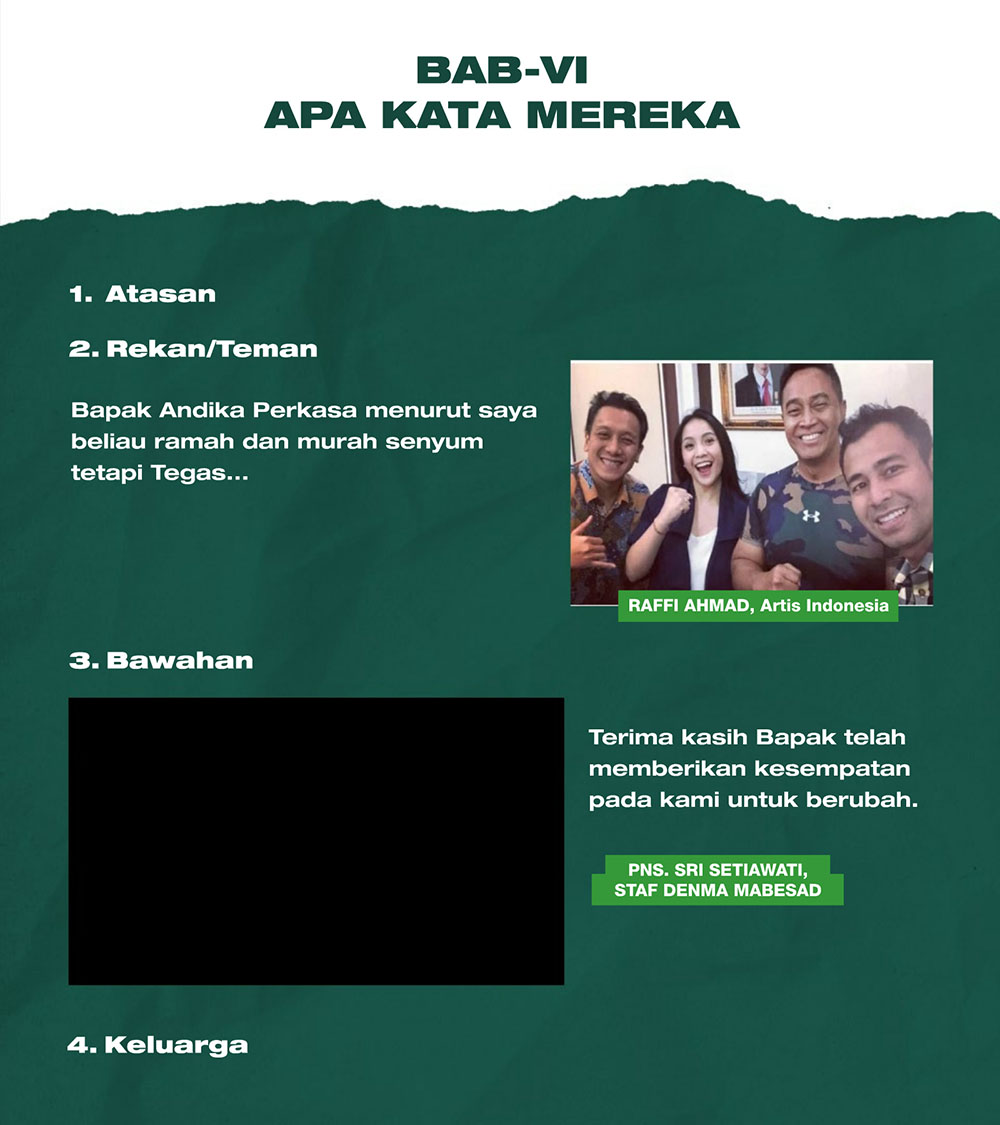 BAB-VI
APA KATA MEREKA
1. Atasan
2. Rekan/Teman
Bapak Andika Perkasa menurut saya
beliau ramah dan murah senyum
tetapi Tegas...
RAFFI AHMAD, Artis Indonesia
3. Bawahan
Terima kasih Bapak telah
memberikan kesempatan
pada kami untuk berubah.
PNS. SRI SETIAWATI,
STAF DENMA MABESAD
4. Keluarga